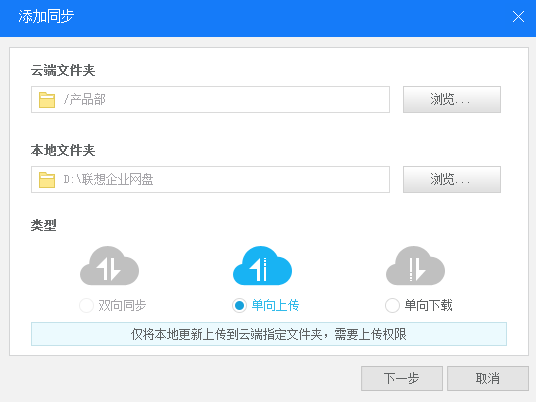 添加同步
云端文件夹
/产品部
浏览...
本地文件夹
D:\联想企业网盘
浏览...
类型
双向同步 单向上传 单向下载
仅将本地更新上传到云端指定文件夹，需要上传权限
下一步 取消